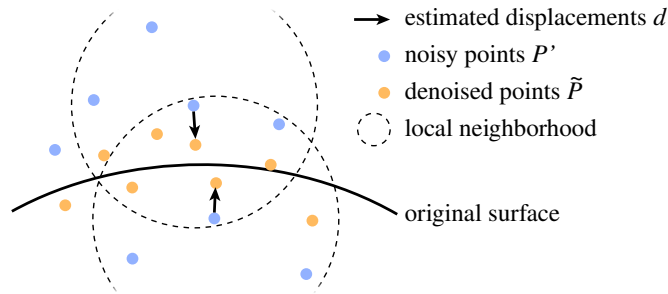 estimated displacements d
noisy points P'
denoised points P̃
local neighborhood
original surface